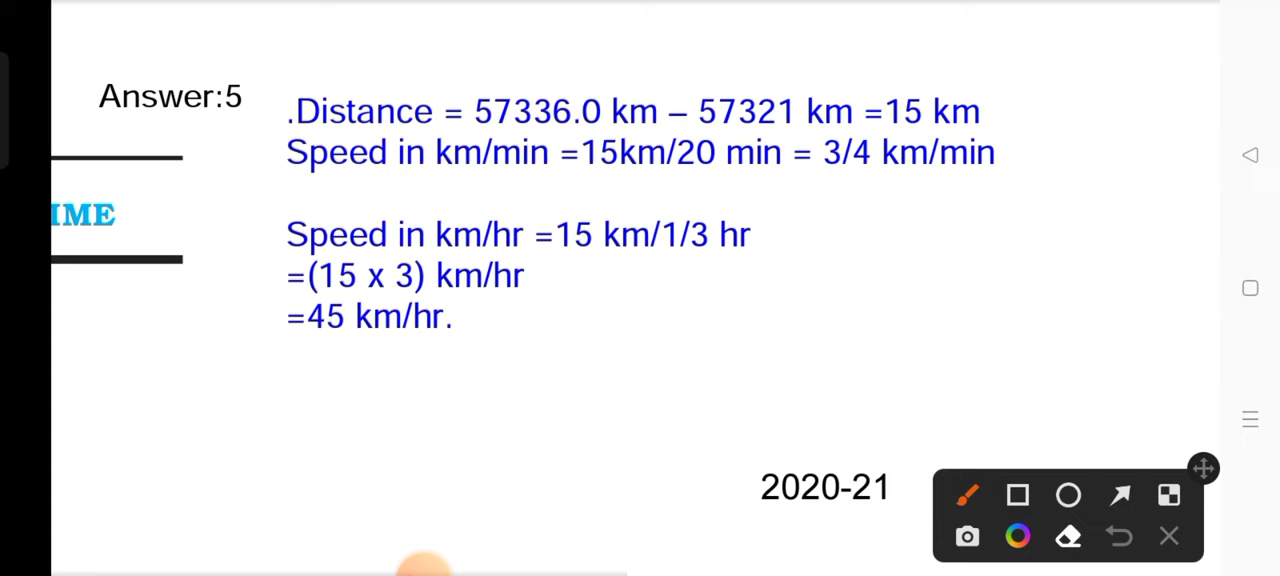 Answer:5
.Distance = 57336.0 km – 57321 km =15 km
Speed in km/min =15km/20 min = 3/4 km/min
IME
Speed in km/hr =15 km/1/3 hr
=(15 x 3) km/hr
=45 km/hr.
2020-21